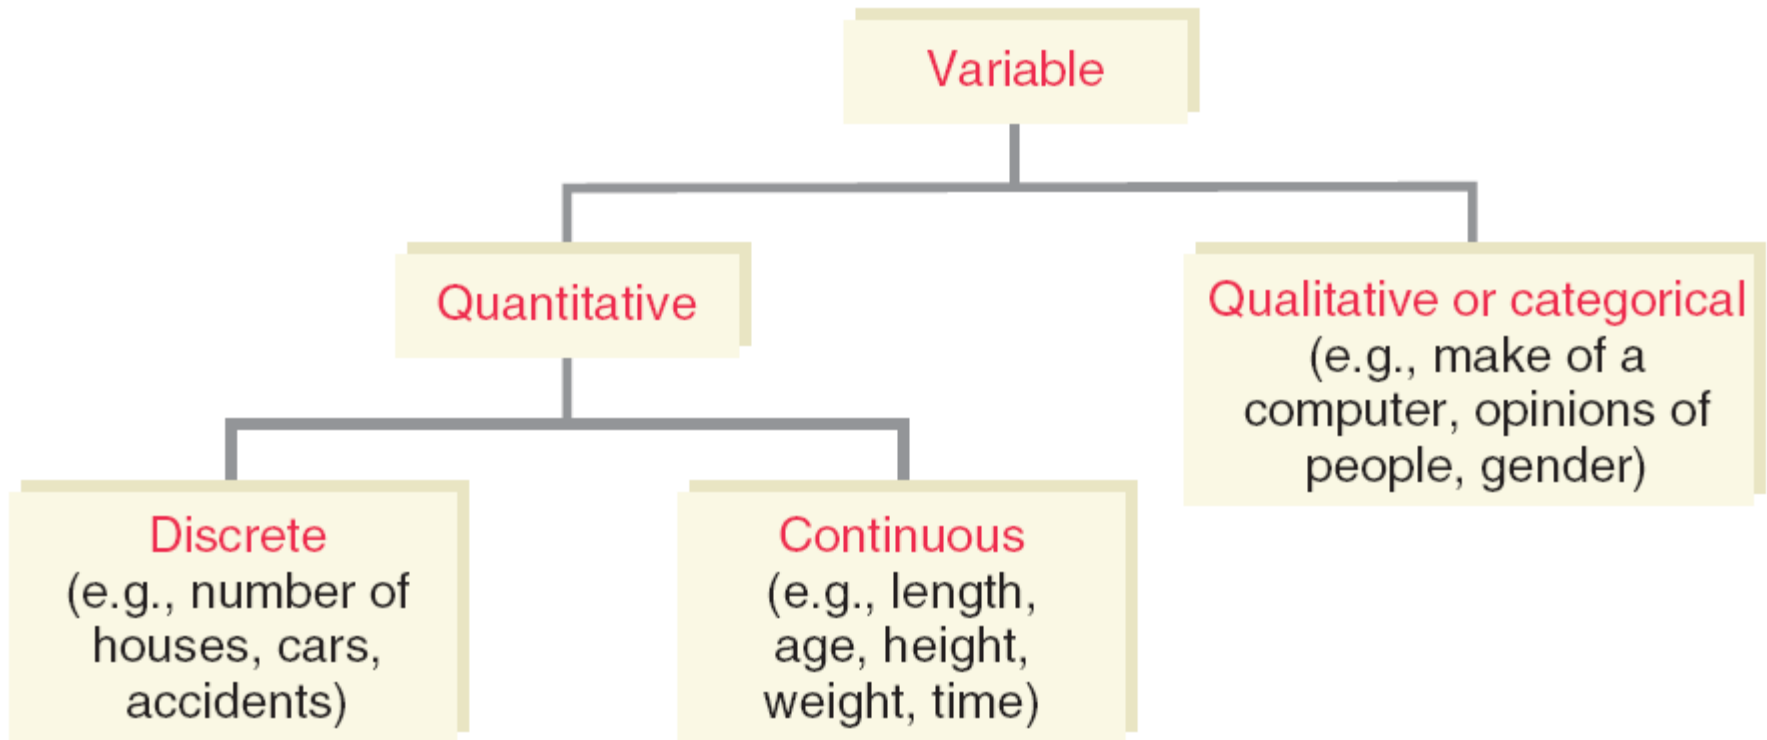 Variable
Quantitative
Qualitative or categorical
(e.g., make of a
computer, opinions of
people, gender)
Discrete
(e.g., number of
houses, cars,
accidents)
Continuous
(e.g., length,
age, height,
weight, time)